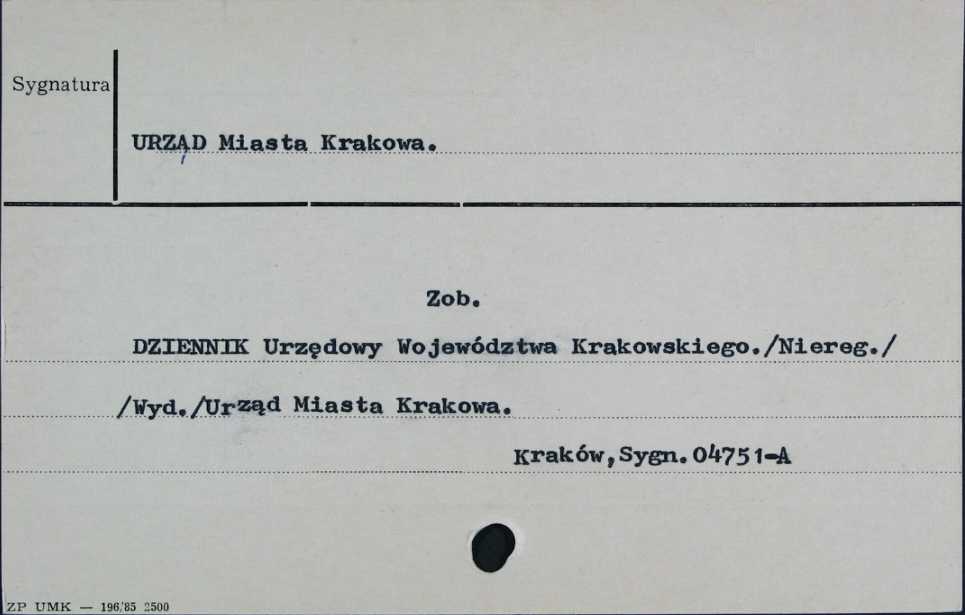 Sygnatura
URZĄD Miasta Krakowa.
Zob.
DZIENNIK Urzędowy Województwa Krakowskiego./Niereg./
/Wyd./Urząd Miasta Krakowa.
Kraków,Sygn.04751-A
ZP UMK — 196/85 2500